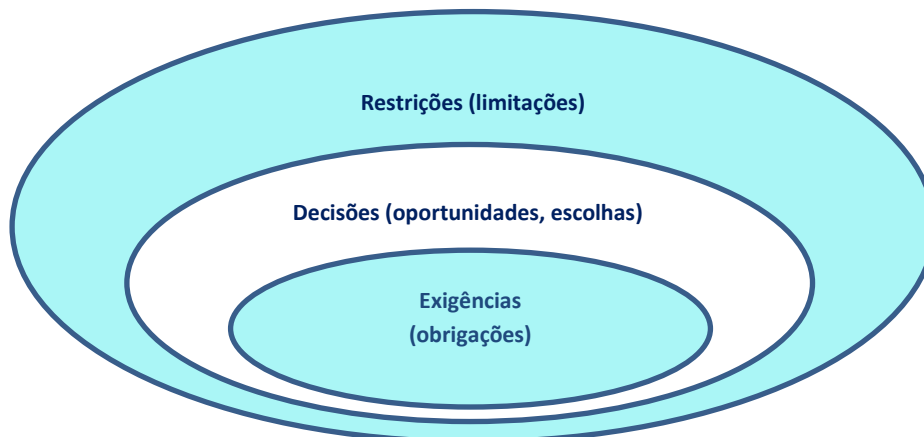 Restrições (limitações)
Decisões (oportunidades, escolhas)
Exigências
(obrigações)